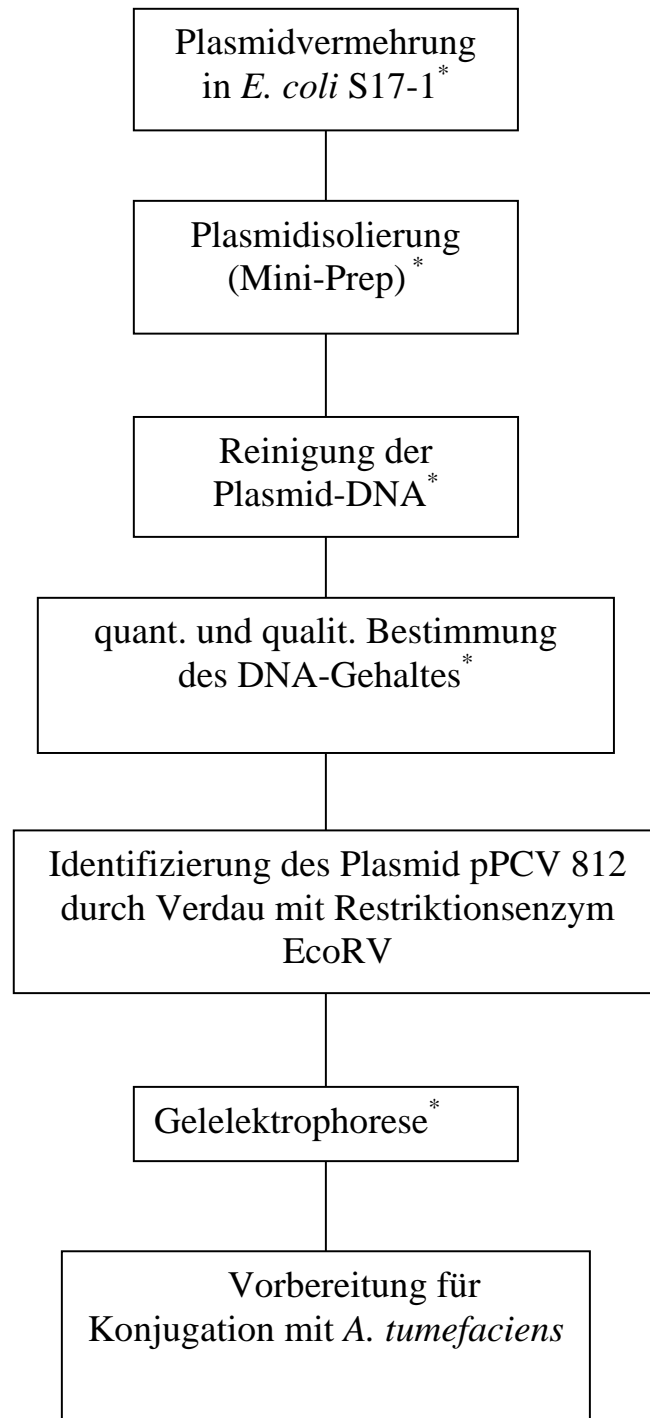 Plasmidvermehrung
in E. coli S17-1*
Plasmidisolierung
(Mini-Prep)*
Reinigung der
Plasmid-DNA*
quant. und qualit. Bestimmung
des DNA-Gehaltes*
Identifizierung des Plasmid pPCV 812
durch Verdau mit Restriktionsenzym
EcoRV
Gelelektrophorese*
Vorbereitung für
Konjugation mit A. tumefaciens